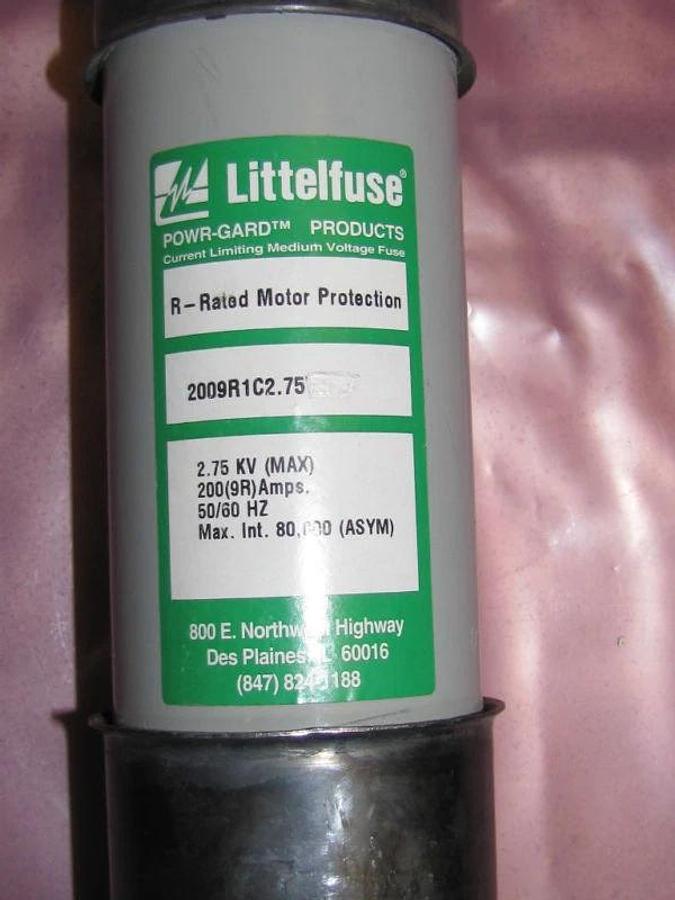 Littelfuse®
POWR-GARD™ PRODUCTS
Current Limiting Medium Voltage Fuse
R-Rated Motor Protection
2009R1C2.75
2.75 KV (MAX)
200(9R)Amps.
50/60 HZ
Max. Int. 80,000 (ASYM)
800 E. Northwest Highway
Des Plaines, IL 60016
(847) 824-1188